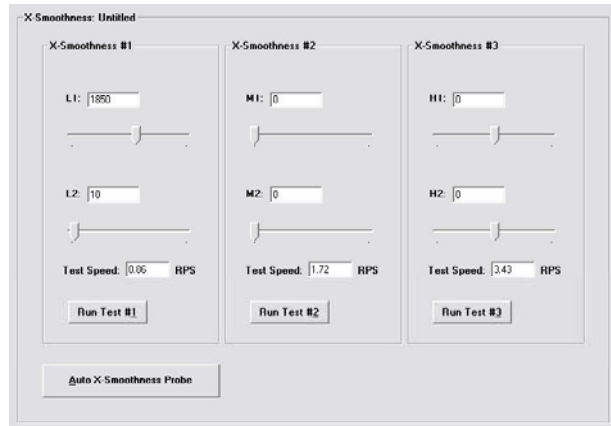 X-Smoothness: Untitled
X-Smoothness #1
L1: 1850
L2: 10
Test Speed: 0.86 RPS
Run Test #1
X-Smoothness #2
M1: 0
M2: 0
Test Speed: 1.72 RPS
Run Test #2
X-Smoothness #3
H1: 0
H2: 0
Test Speed: 3.43 RPS
Run Test #3
Auto X-Smoothness Probe